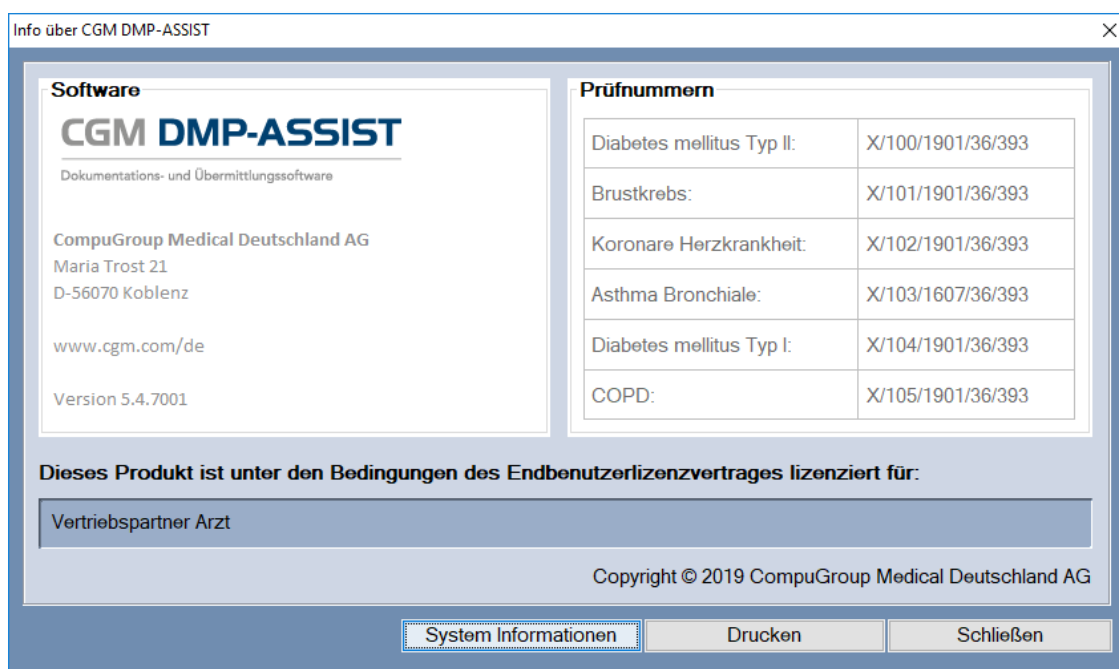 Info über CGM DMP-ASSIST
Software
CGM DMP-ASSIST
Dokumentations- und Übermittlungssoftware
CompuGroup Medical Deutschland AG
Maria Trost 21
D-56070 Koblenz
www.cgm.com/de
Version 5.4.7001
Prüfnummern
Diabetes mellitus Typ II: X/100/1901/36/393
Brustkrebs: X/101/1901/36/393
Koronare Herzkrankheit: X/102/1901/36/393
Asthma Bronchiale: X/103/1607/36/393
Diabetes mellitus Typ I: X/104/1901/36/393
COPD: X/105/1901/36/393
Dieses Produkt ist unter den Bedingungen des Endbenutzerlizenzvertrages lizenziert für:
Vertriebspartner Arzt
Copyright © 2019 CompuGroup Medical Deutschland AG
System Informationen Drucken Schließen